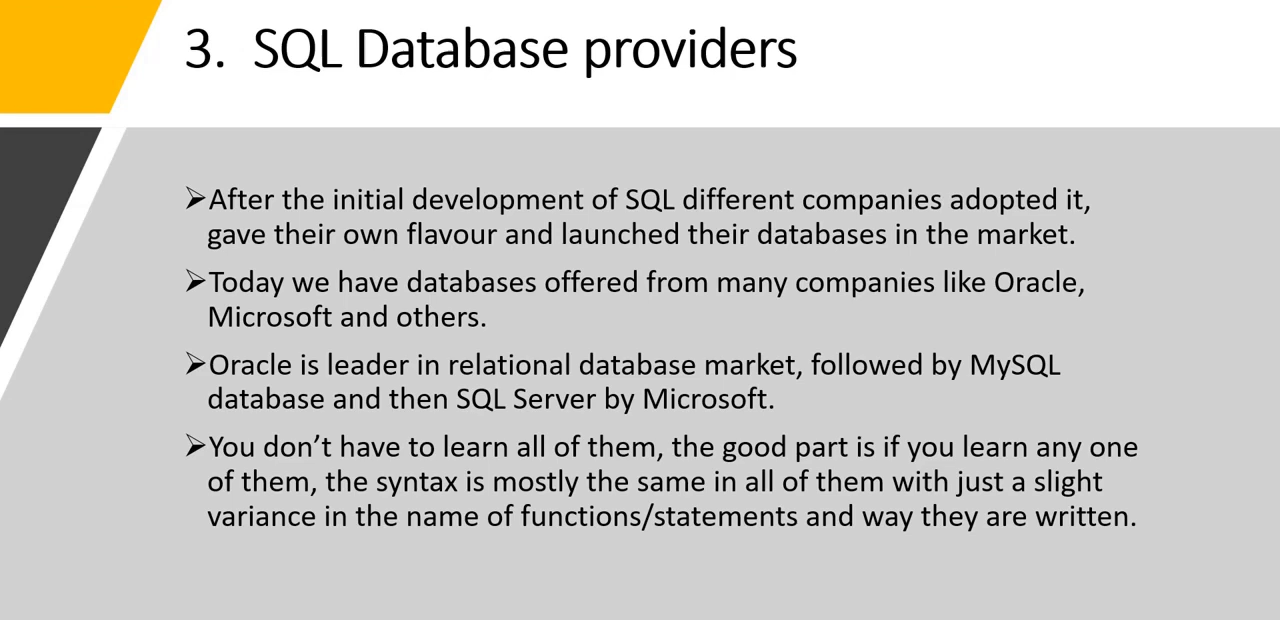 3. SQL Database providers
➢After the initial development of SQL different companies adopted it,
gave their own flavour and launched their databases in the market.
➢Today we have databases offered from many companies like Oracle,
Microsoft and others.
➢Oracle is leader in relational database market, followed by MySQL
database and then SQL Server by Microsoft.
➢You don’t have to learn all of them, the good part is if you learn any one
of them, the syntax is mostly the same in all of them with just a slight
variance in the name of functions/statements and way they are written.